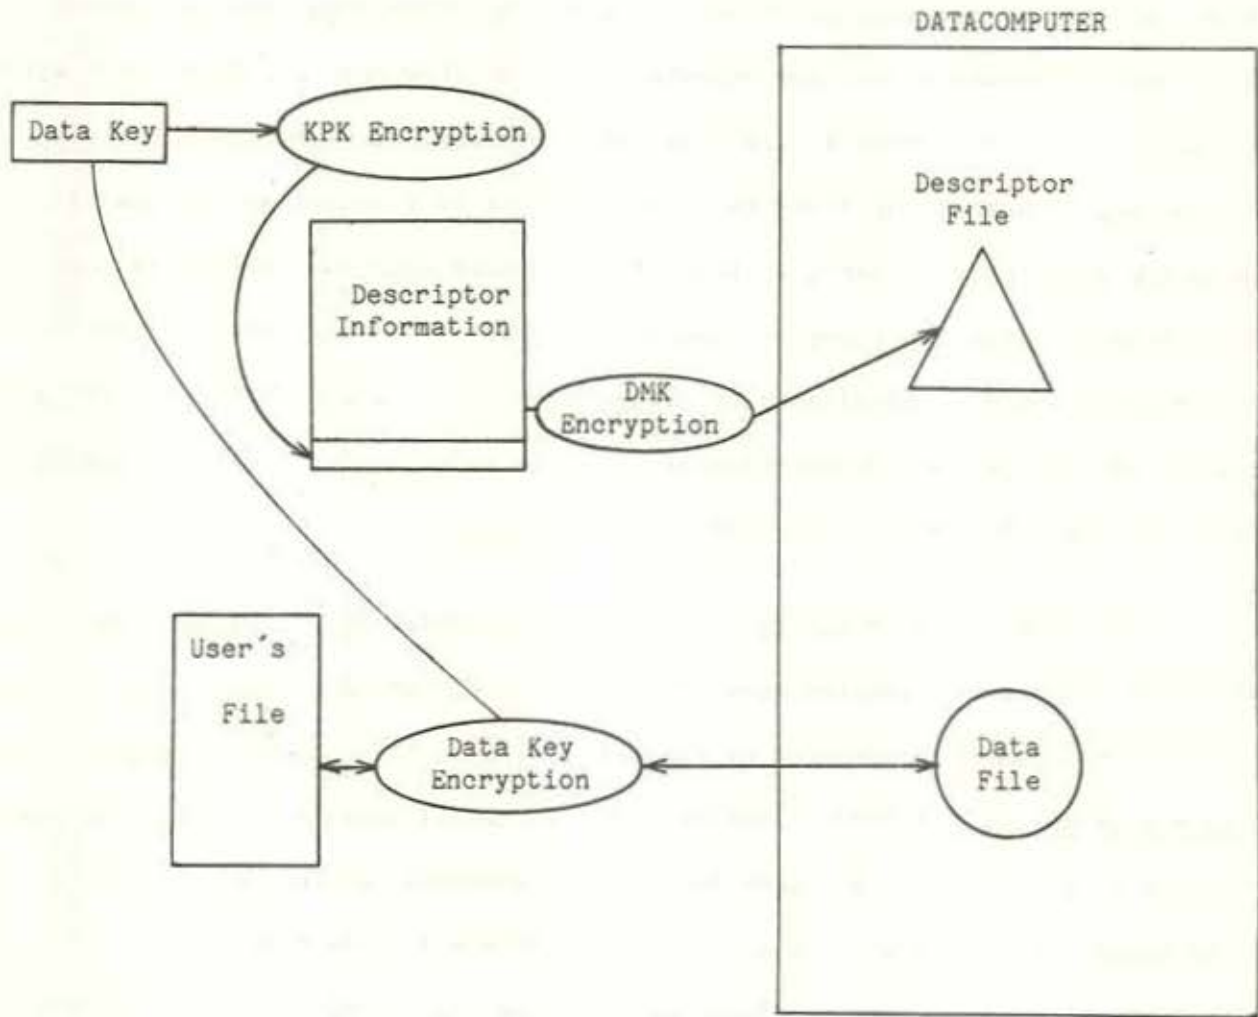 DATACOMPUTER
Data Key
KPK Encryption
Descriptor
File
Descriptor
Information
DMK
Encryption
User's
File
Data Key
Encryption
Data
File